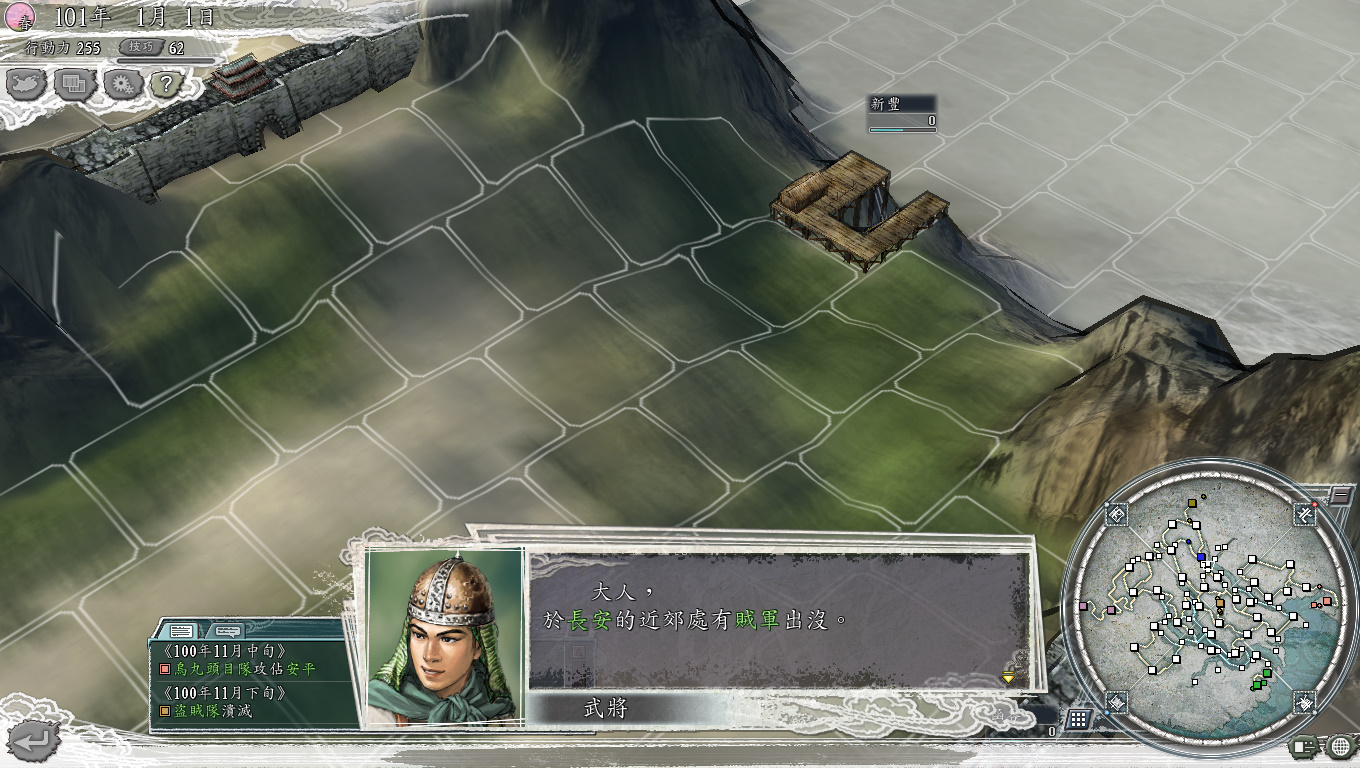 春 101年 1月 1日
行動力 255 技巧 62
?
新豐
0
大人，
於長安的近郊處有賊軍出沒。
武將
《100年11月中旬》
烏九頭目隊攻佔安平
《100年11月下旬》
盜賊隊潰滅
0